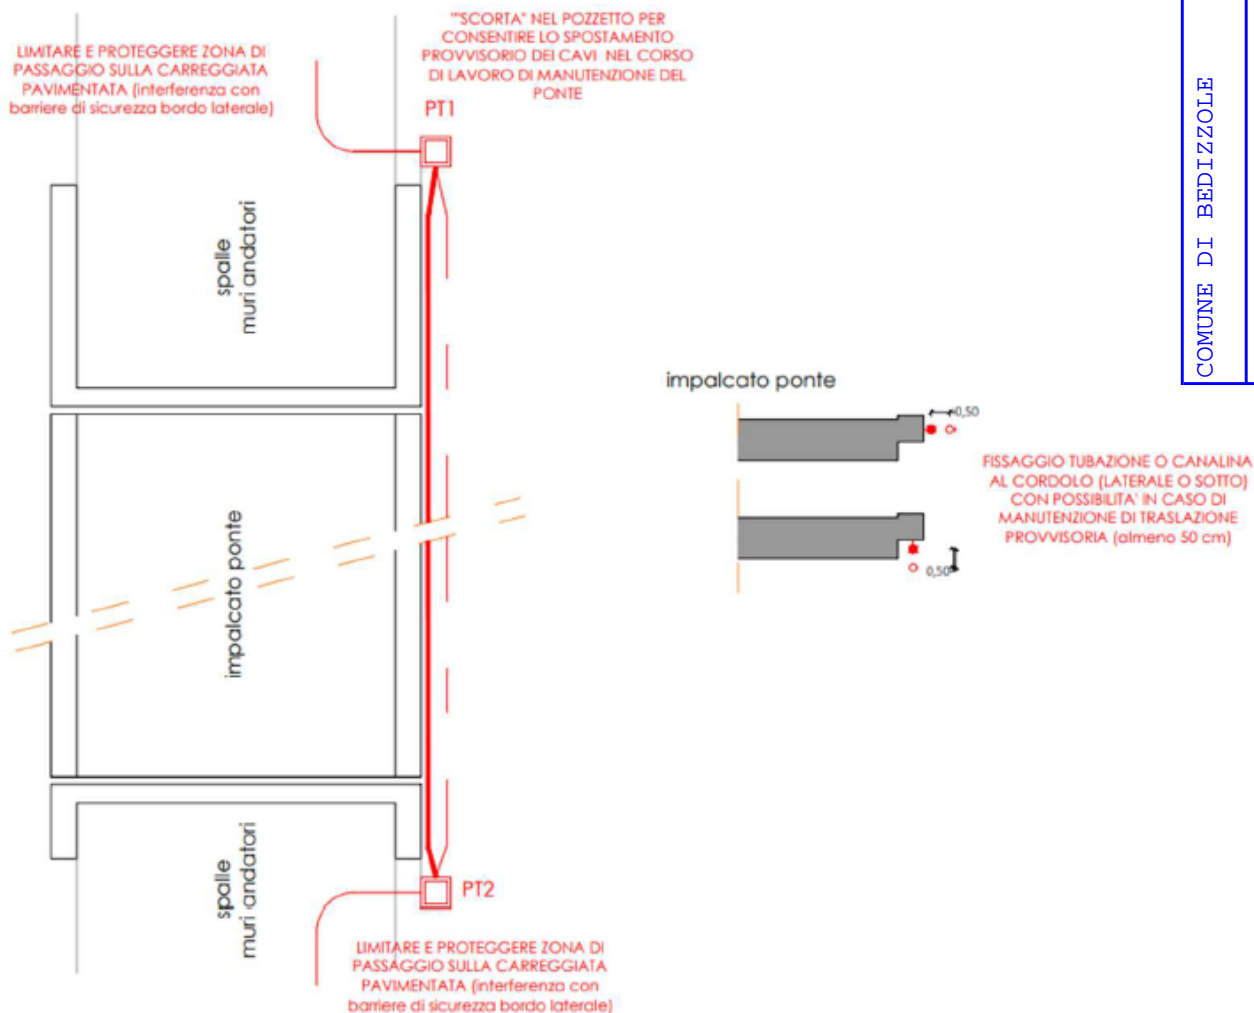 "'SCORTA" NEL POZZETTO PER
CONSENTIRE LO SPOSTAMENTO
PROVVISORIO DEI CAVI NEL CORSO
DI LAVORO DI MANUTENZIONE DEL
PONTE
LIMITARE E PROTEGGERE ZONA DI
PASSAGGIO SULLA CARREGGIATA
PAVIMENTATA (interferenza con
barriere di sicurezza bordo laterale)
PT1
COMUNE DI BEDIZZOLE
spalle
muri andatori
impalcato ponte
0,50
FISSAGGIO TUBAZIONE O CANALINA
AL CORDOLO (LATERALE O SOTTO)
CON POSSIBILITA' IN CASO DI
MANUTENZIONE DI TRASLAZIONE
PROVVISORIA (almeno 50 cm)
0,50
impalcato ponte
spalle
muri andatori
PT2
LIMITARE E PROTEGGERE ZONA DI
PASSAGGIO SULLA CARREGGIATA
PAVIMENTATA (interferenza con
barriere di sicurezza bordo laterale)